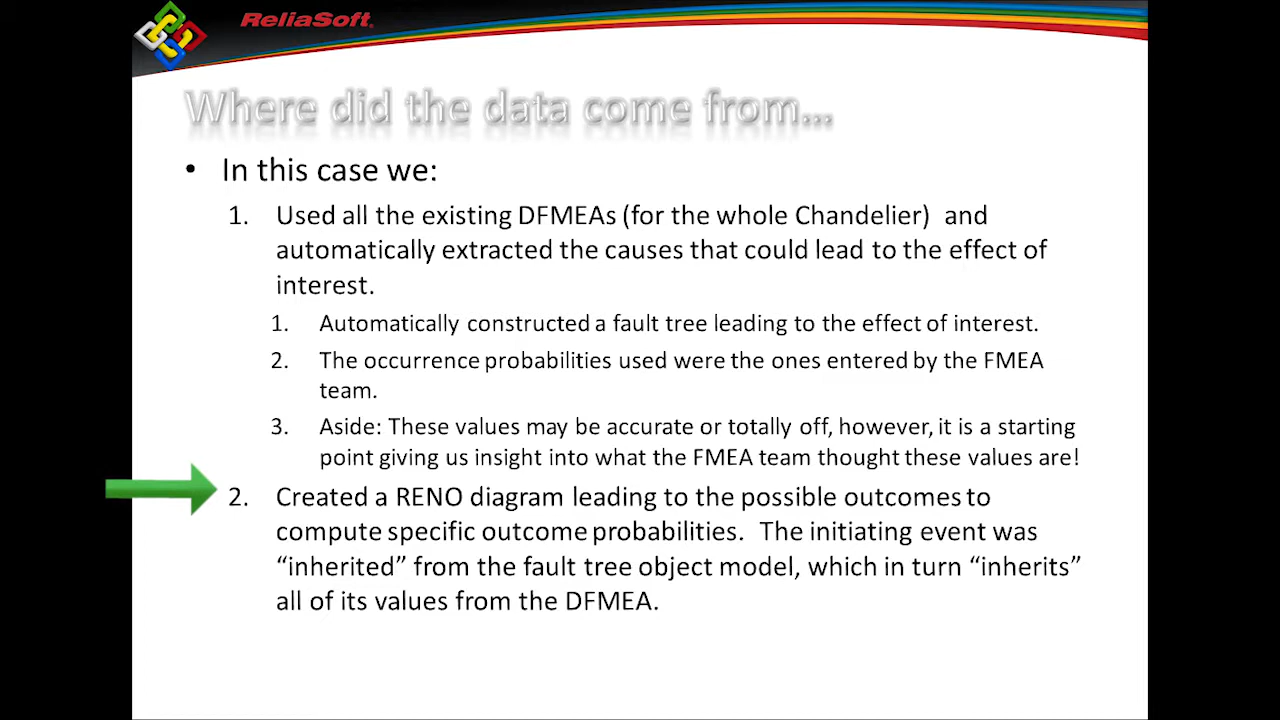 ReliaSoft®
Where did the data come from...
• In this case we:
1. Used all the existing DFMEAs (for the whole Chandelier) and
automatically extracted the causes that could lead to the effect of
interest.
1. Automatically constructed a fault tree leading to the effect of interest.
2. The occurrence probabilities used were the ones entered by the FMEA
team.
3. Aside: These values may be accurate or totally off, however, it is a starting
point giving us insight into what the FMEA team thought these values are!
2. Created a RENO diagram leading to the possible outcomes to
compute specific outcome probabilities. The initiating event was
“inherited” from the fault tree object model, which in turn “inherits”
all of its values from the DFMEA.